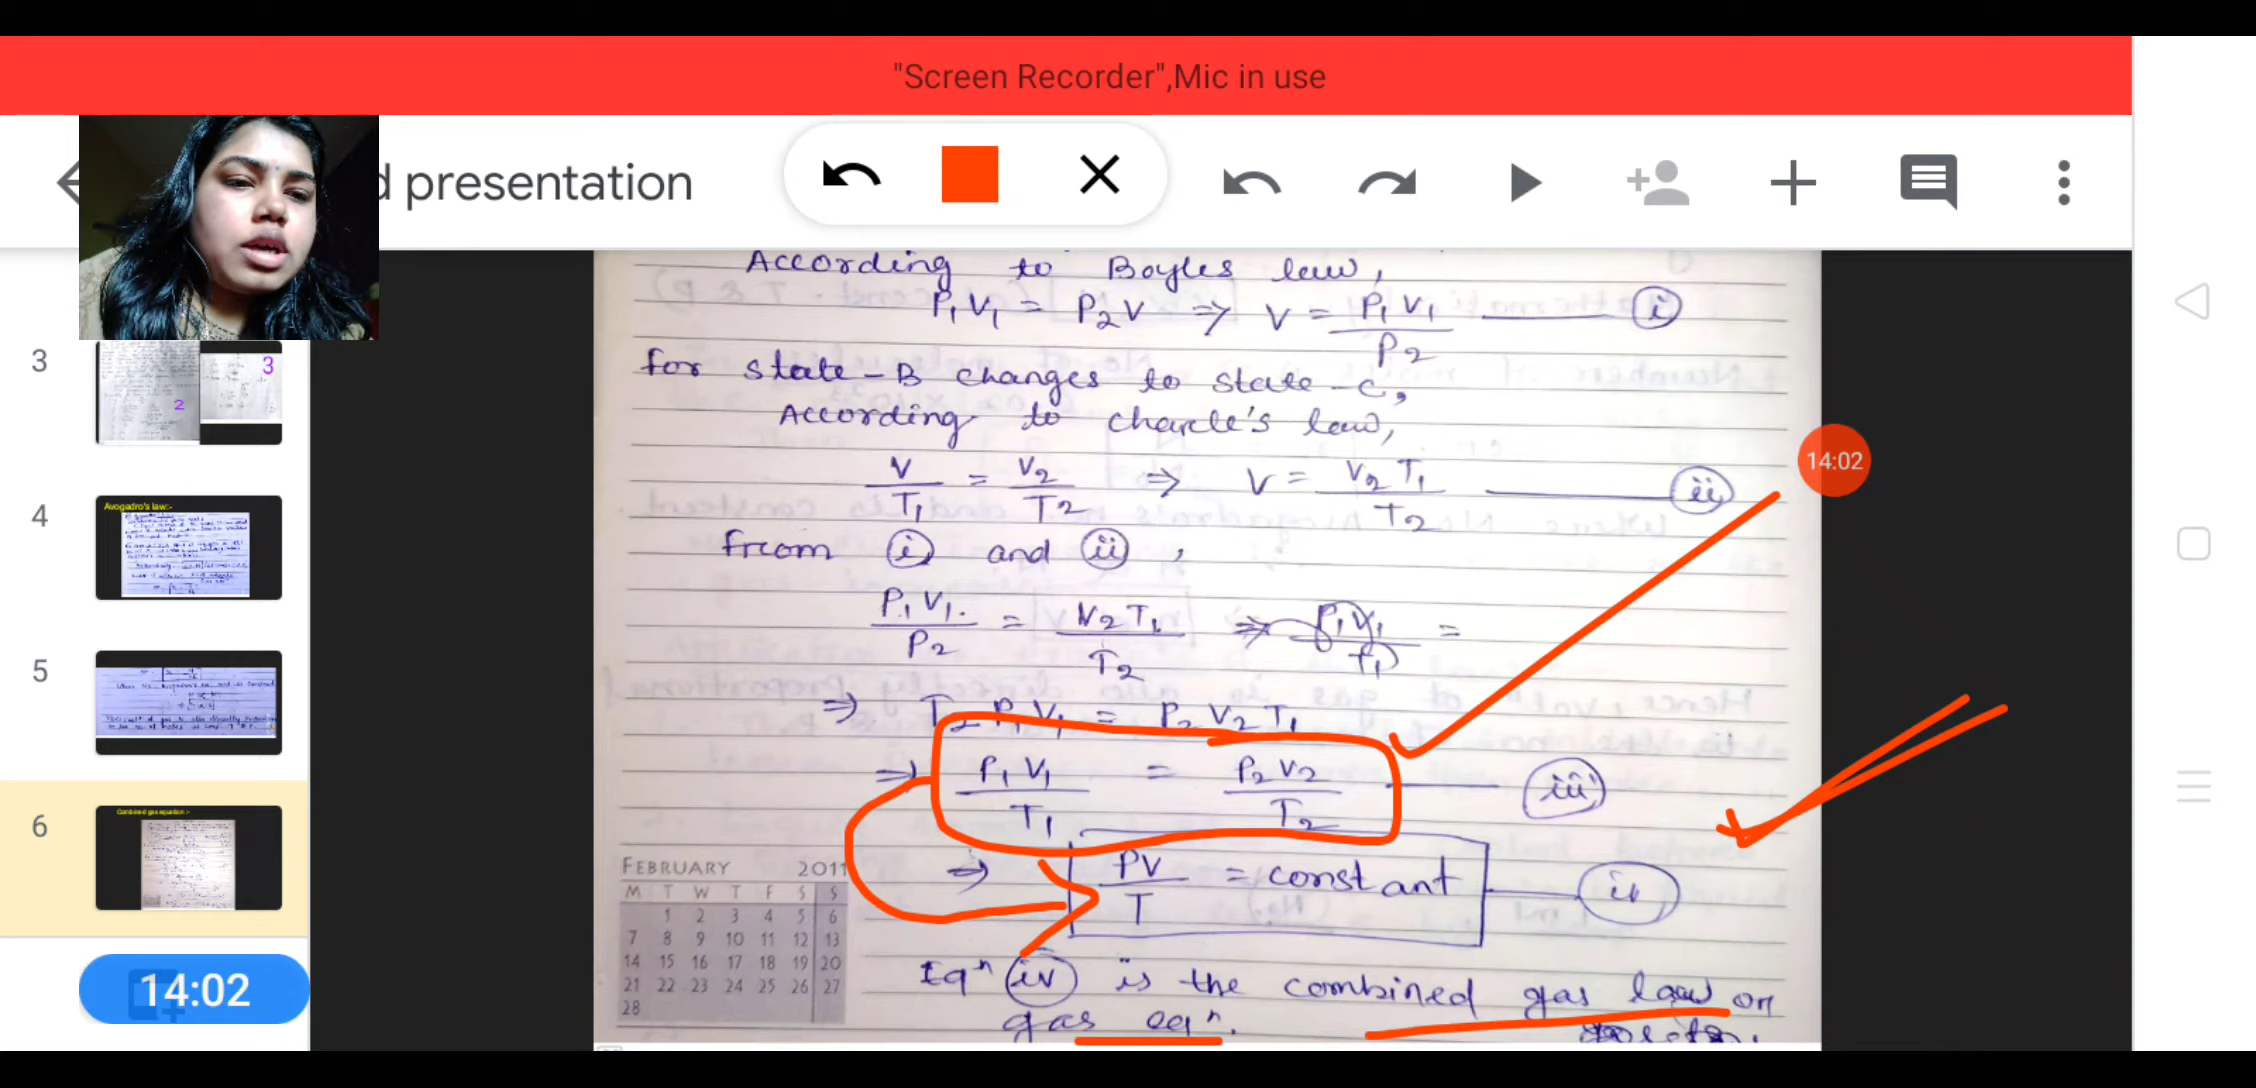 "Screen Recorder",Mic in use
d presentation
According to Boyles law,
P₁V₁ = P₂V ⇒ V = P₁V₁/P₂ (i)
for state-B changes to state-C,
According to Charle's law,
V/T₁ = V₂/T₂ ⇒ V = V₂T₁/T₂ (ii)
from (i) and (ii),
P₁V₁/P₂ = V₂T₁/T₂ ⇒ P₁V₁/T₁ =
⇒ T₂P₁V₁ = P₂V₂T₁
⇒ P₁V₁/T₁ = P₂V₂/T₂ (iii)
⇒ PV/T = constant (iv)
Eqⁿ (iv) is the combined gas law or
gas eqⁿ.
FEBRUARY 2011
M T W T F S S
1 2 3 4 5 6
7 8 9 10 11 12 13
14 15 16 17 18 19 20
21 22 23 24 25 26 27
28
14:02
3
2
3
4
Avogadro's law:-
5
6
Combined gas equation:-
14:02